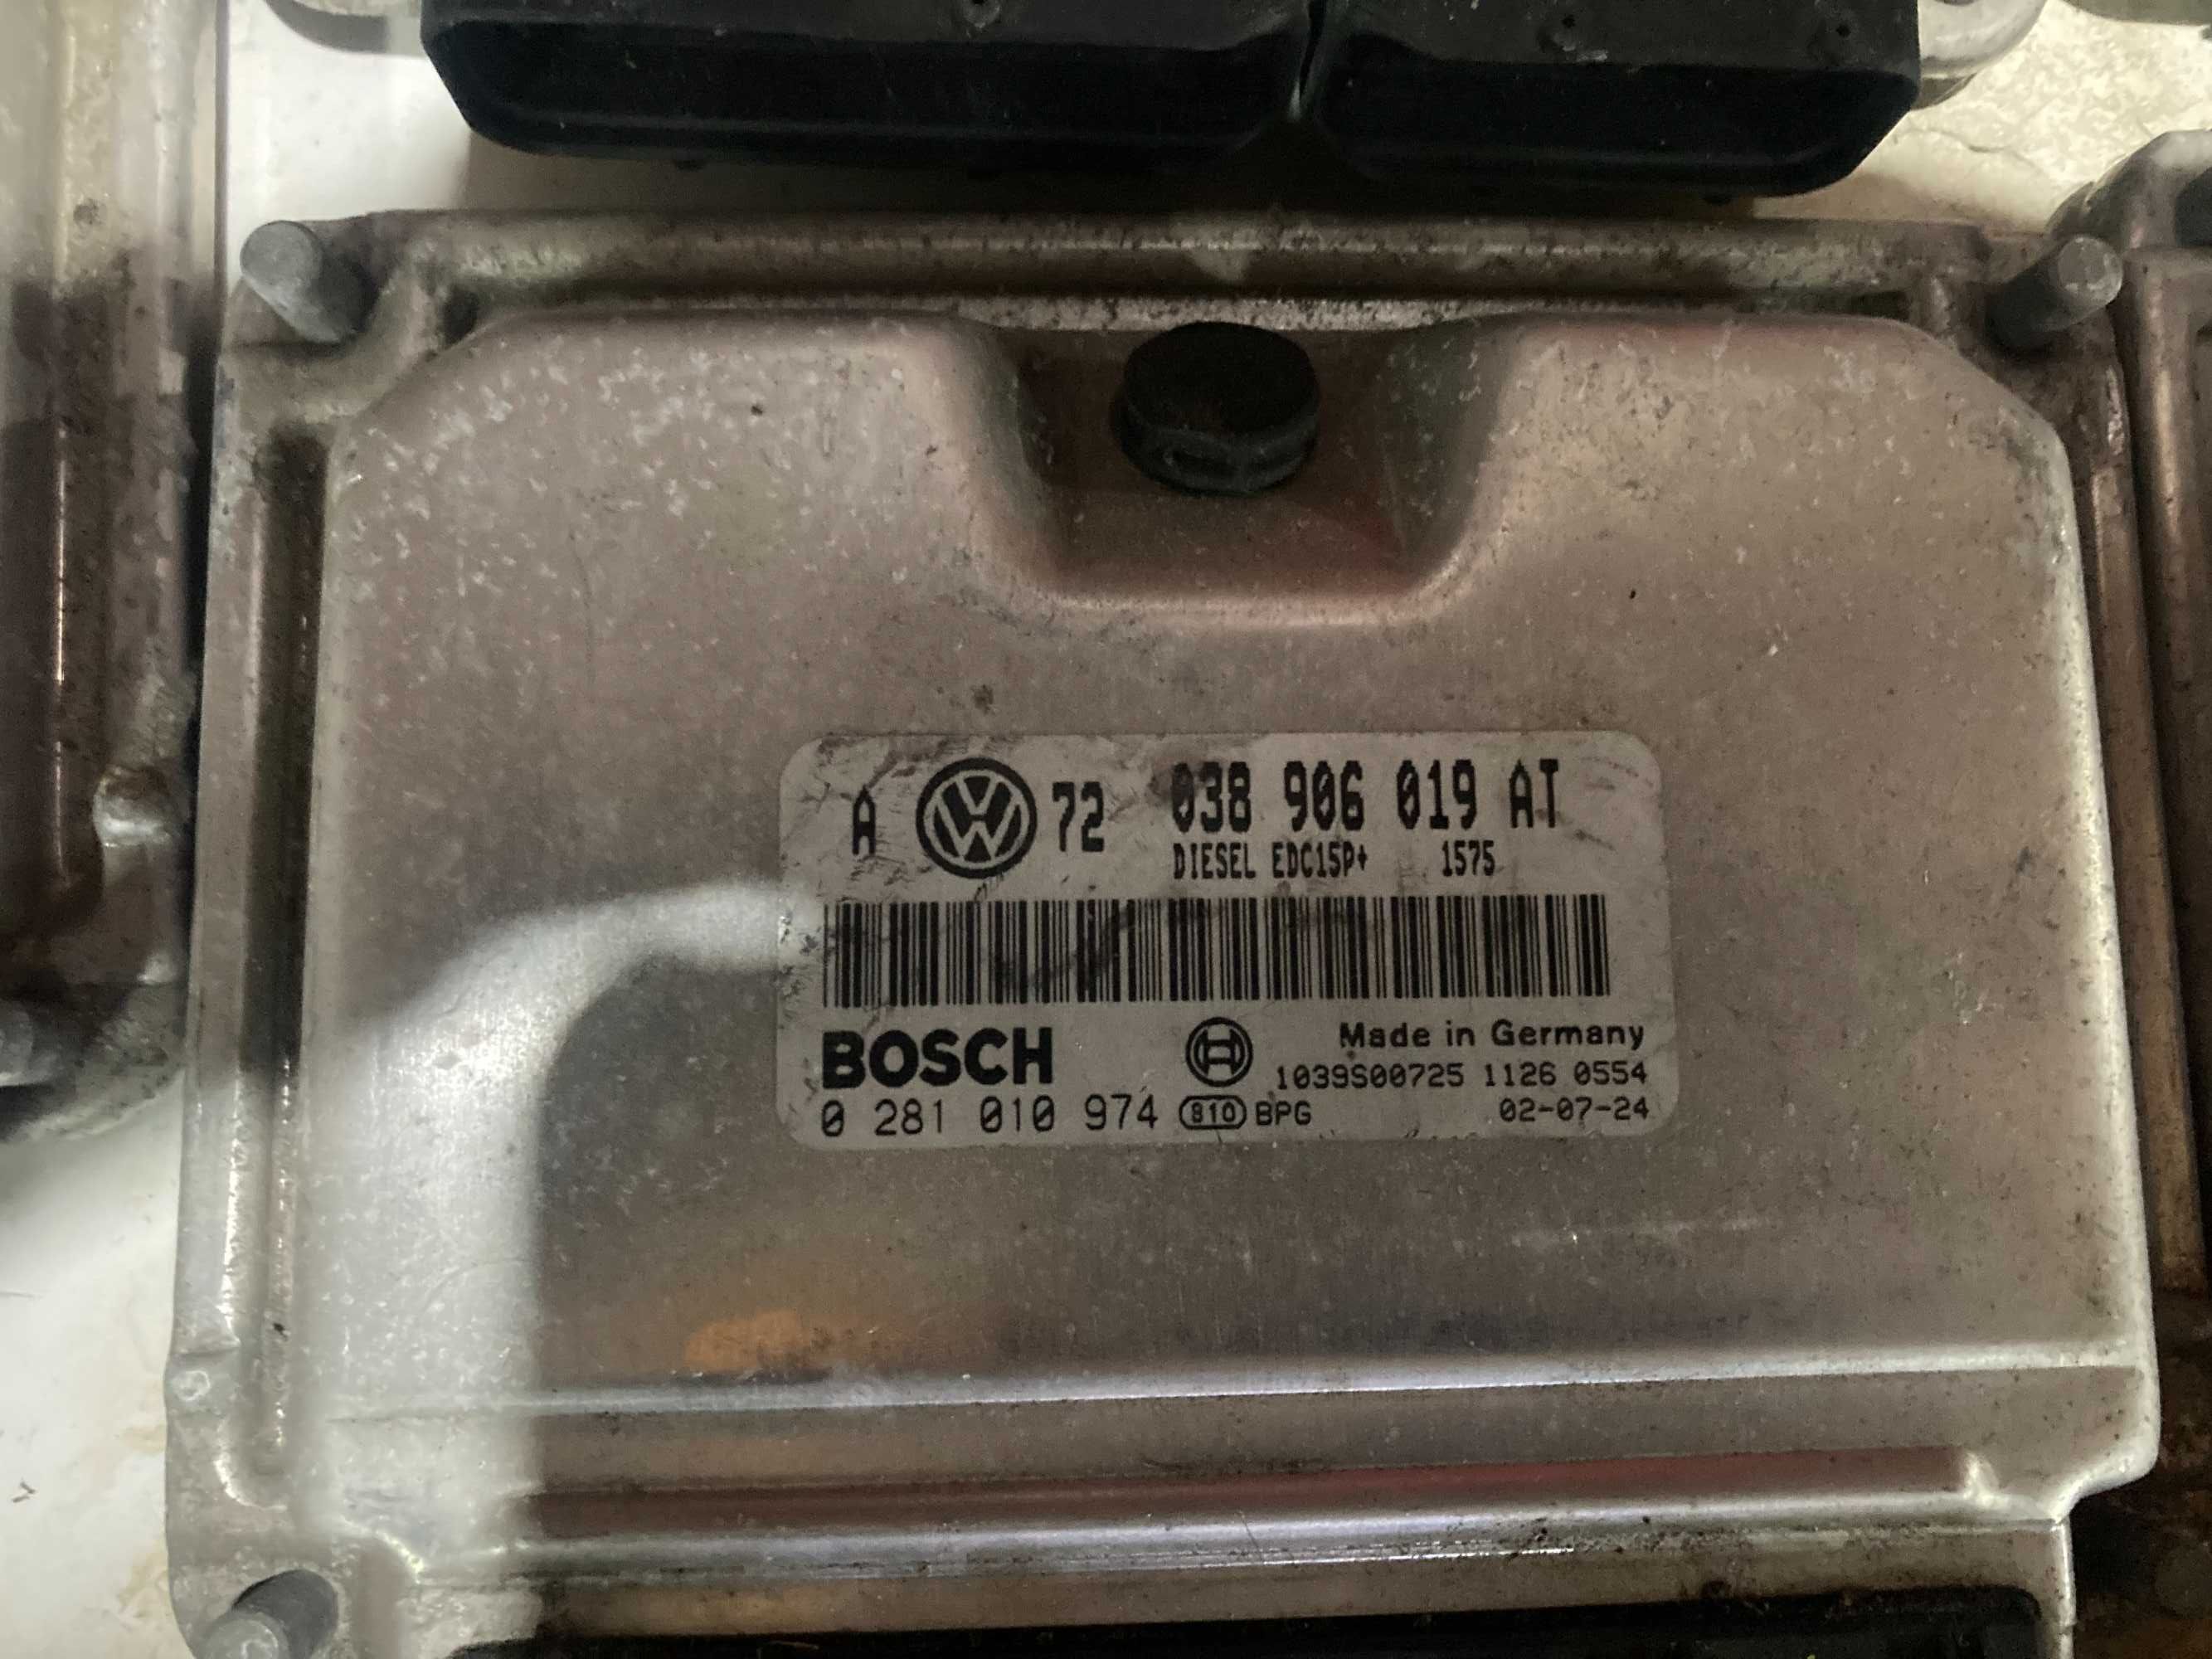 A VW 72 038 906 019 AT
DIESEL EDC15P+ 1575
BOSCH
Made in Germany
1039S00725 1126 0554
0 281 010 974 810 BPG 02-07-24